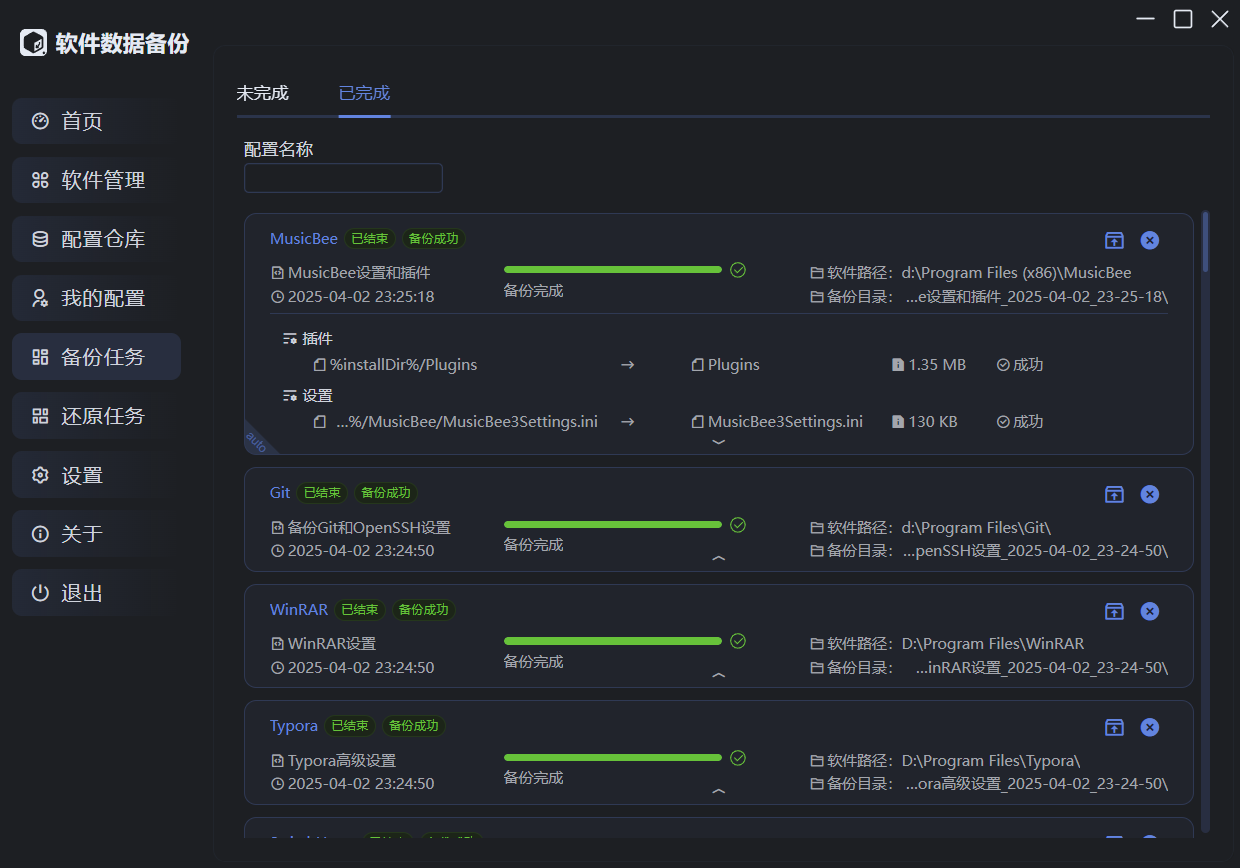 软件数据备份
首页
软件管理
配置仓库
我的配置
备份任务
还原任务
设置
关于
退出
未完成 已完成
配置名称
MusicBee 已结束 备份成功
MusicBee设置和插件
2025-04-02 23:25:18
备份完成
软件路径： d:\Program Files (x86)\MusicBee
备份目录： ...e设置和插件_2025-04-02_23-25-18\
插件
%installDir%/Plugins → Plugins 1.35 MB 成功
设置
...%/MusicBee/MusicBee3Settings.ini → MusicBee3Settings.ini 130 KB 成功
auto
Git 已结束 备份成功
备份Git和OpenSSH设置
2025-04-02 23:24:50
备份完成
软件路径： d:\Program Files\Git\
备份目录： ...penSSH设置_2025-04-02_23-24-50\
WinRAR 已结束 备份成功
WinRAR设置
2025-04-02 23:24:50
备份完成
软件路径： D:\Program Files\WinRAR
备份目录： ...inRAR设置_2025-04-02_23-24-50\
Typora 已结束 备份成功
Typora高级设置
2025-04-02 23:24:50
备份完成
软件路径： D:\Program Files\Typora\
备份目录： ...ora高级设置_2025-04-02_23-24-50\